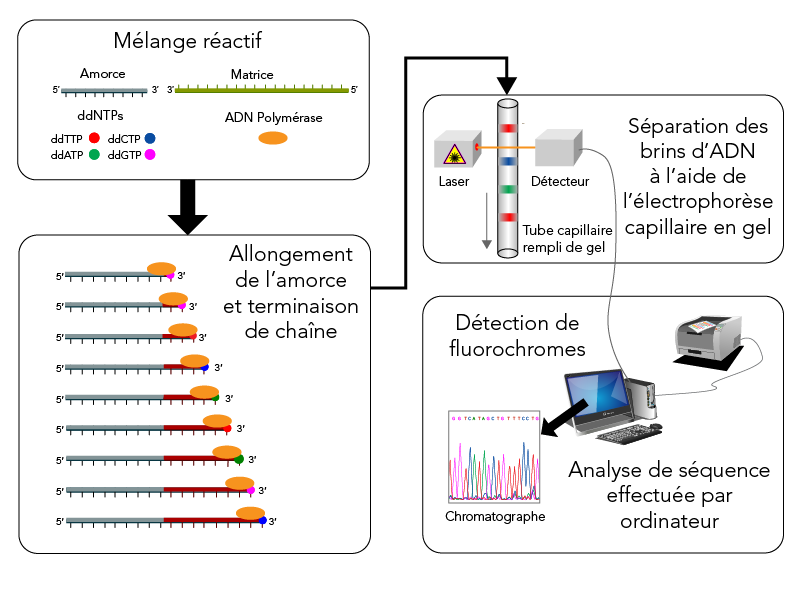 Mélange réactif
Amorce
Matrice
5’ 3’ 3’ 5’
ddNTPs
ADN Polymérase
ddTTP ddCTP
ddATP ddGTP
Allongement
de l’amorce
et terminaison
de chaîne
5’ 3’
5’ 3’
5’ 3’
5’ 3’
5’ 3’
5’ 3’
5’ 3’
5’ 3’
5’ 3’
Laser
Détecteur
Tube capillaire
rempli de gel
Séparation des
brins d’ADN
à l’aide de
l’électrophorèse
capillaire en gel
Détection de
fluorochromes
G G T C A T A G C T G T T T C C T G
Chromatographe
Analyse de séquence
effectuée par
ordinateur